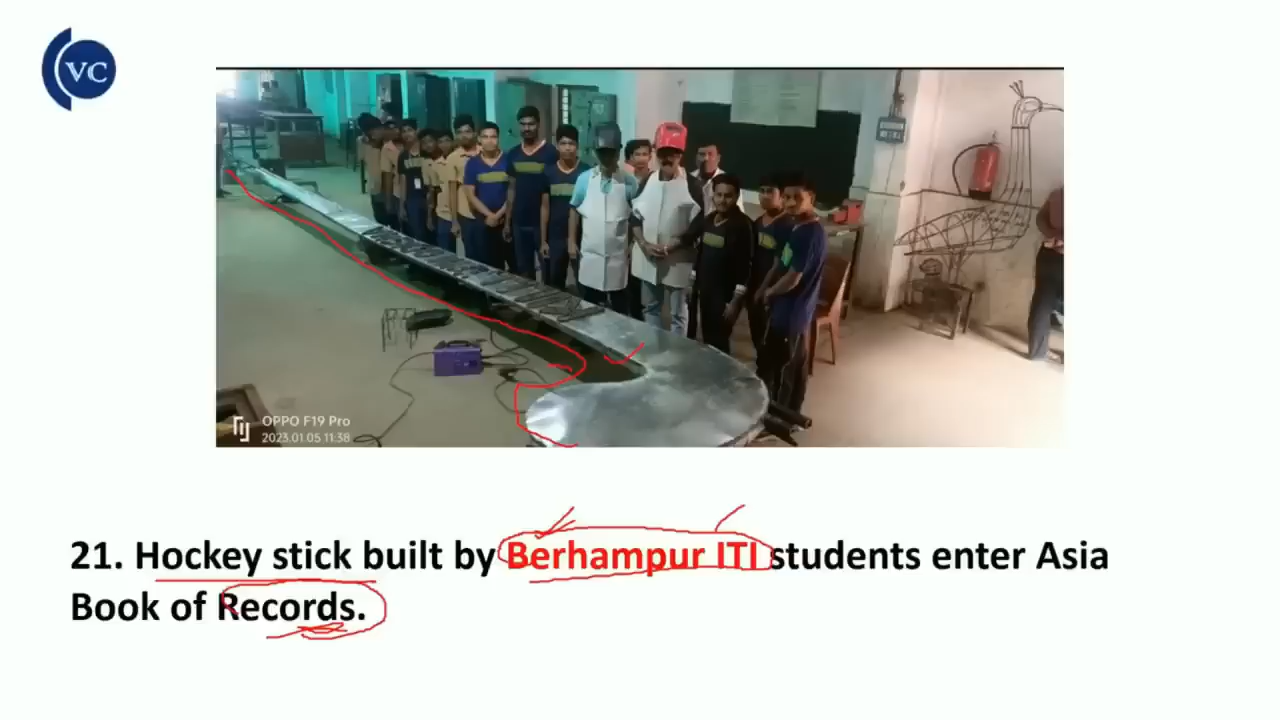 VC
OPPO F19 Pro
2023.01.05 11:38
21. Hockey stick built by Berhampur ITI students enter Asia
Book of Records.